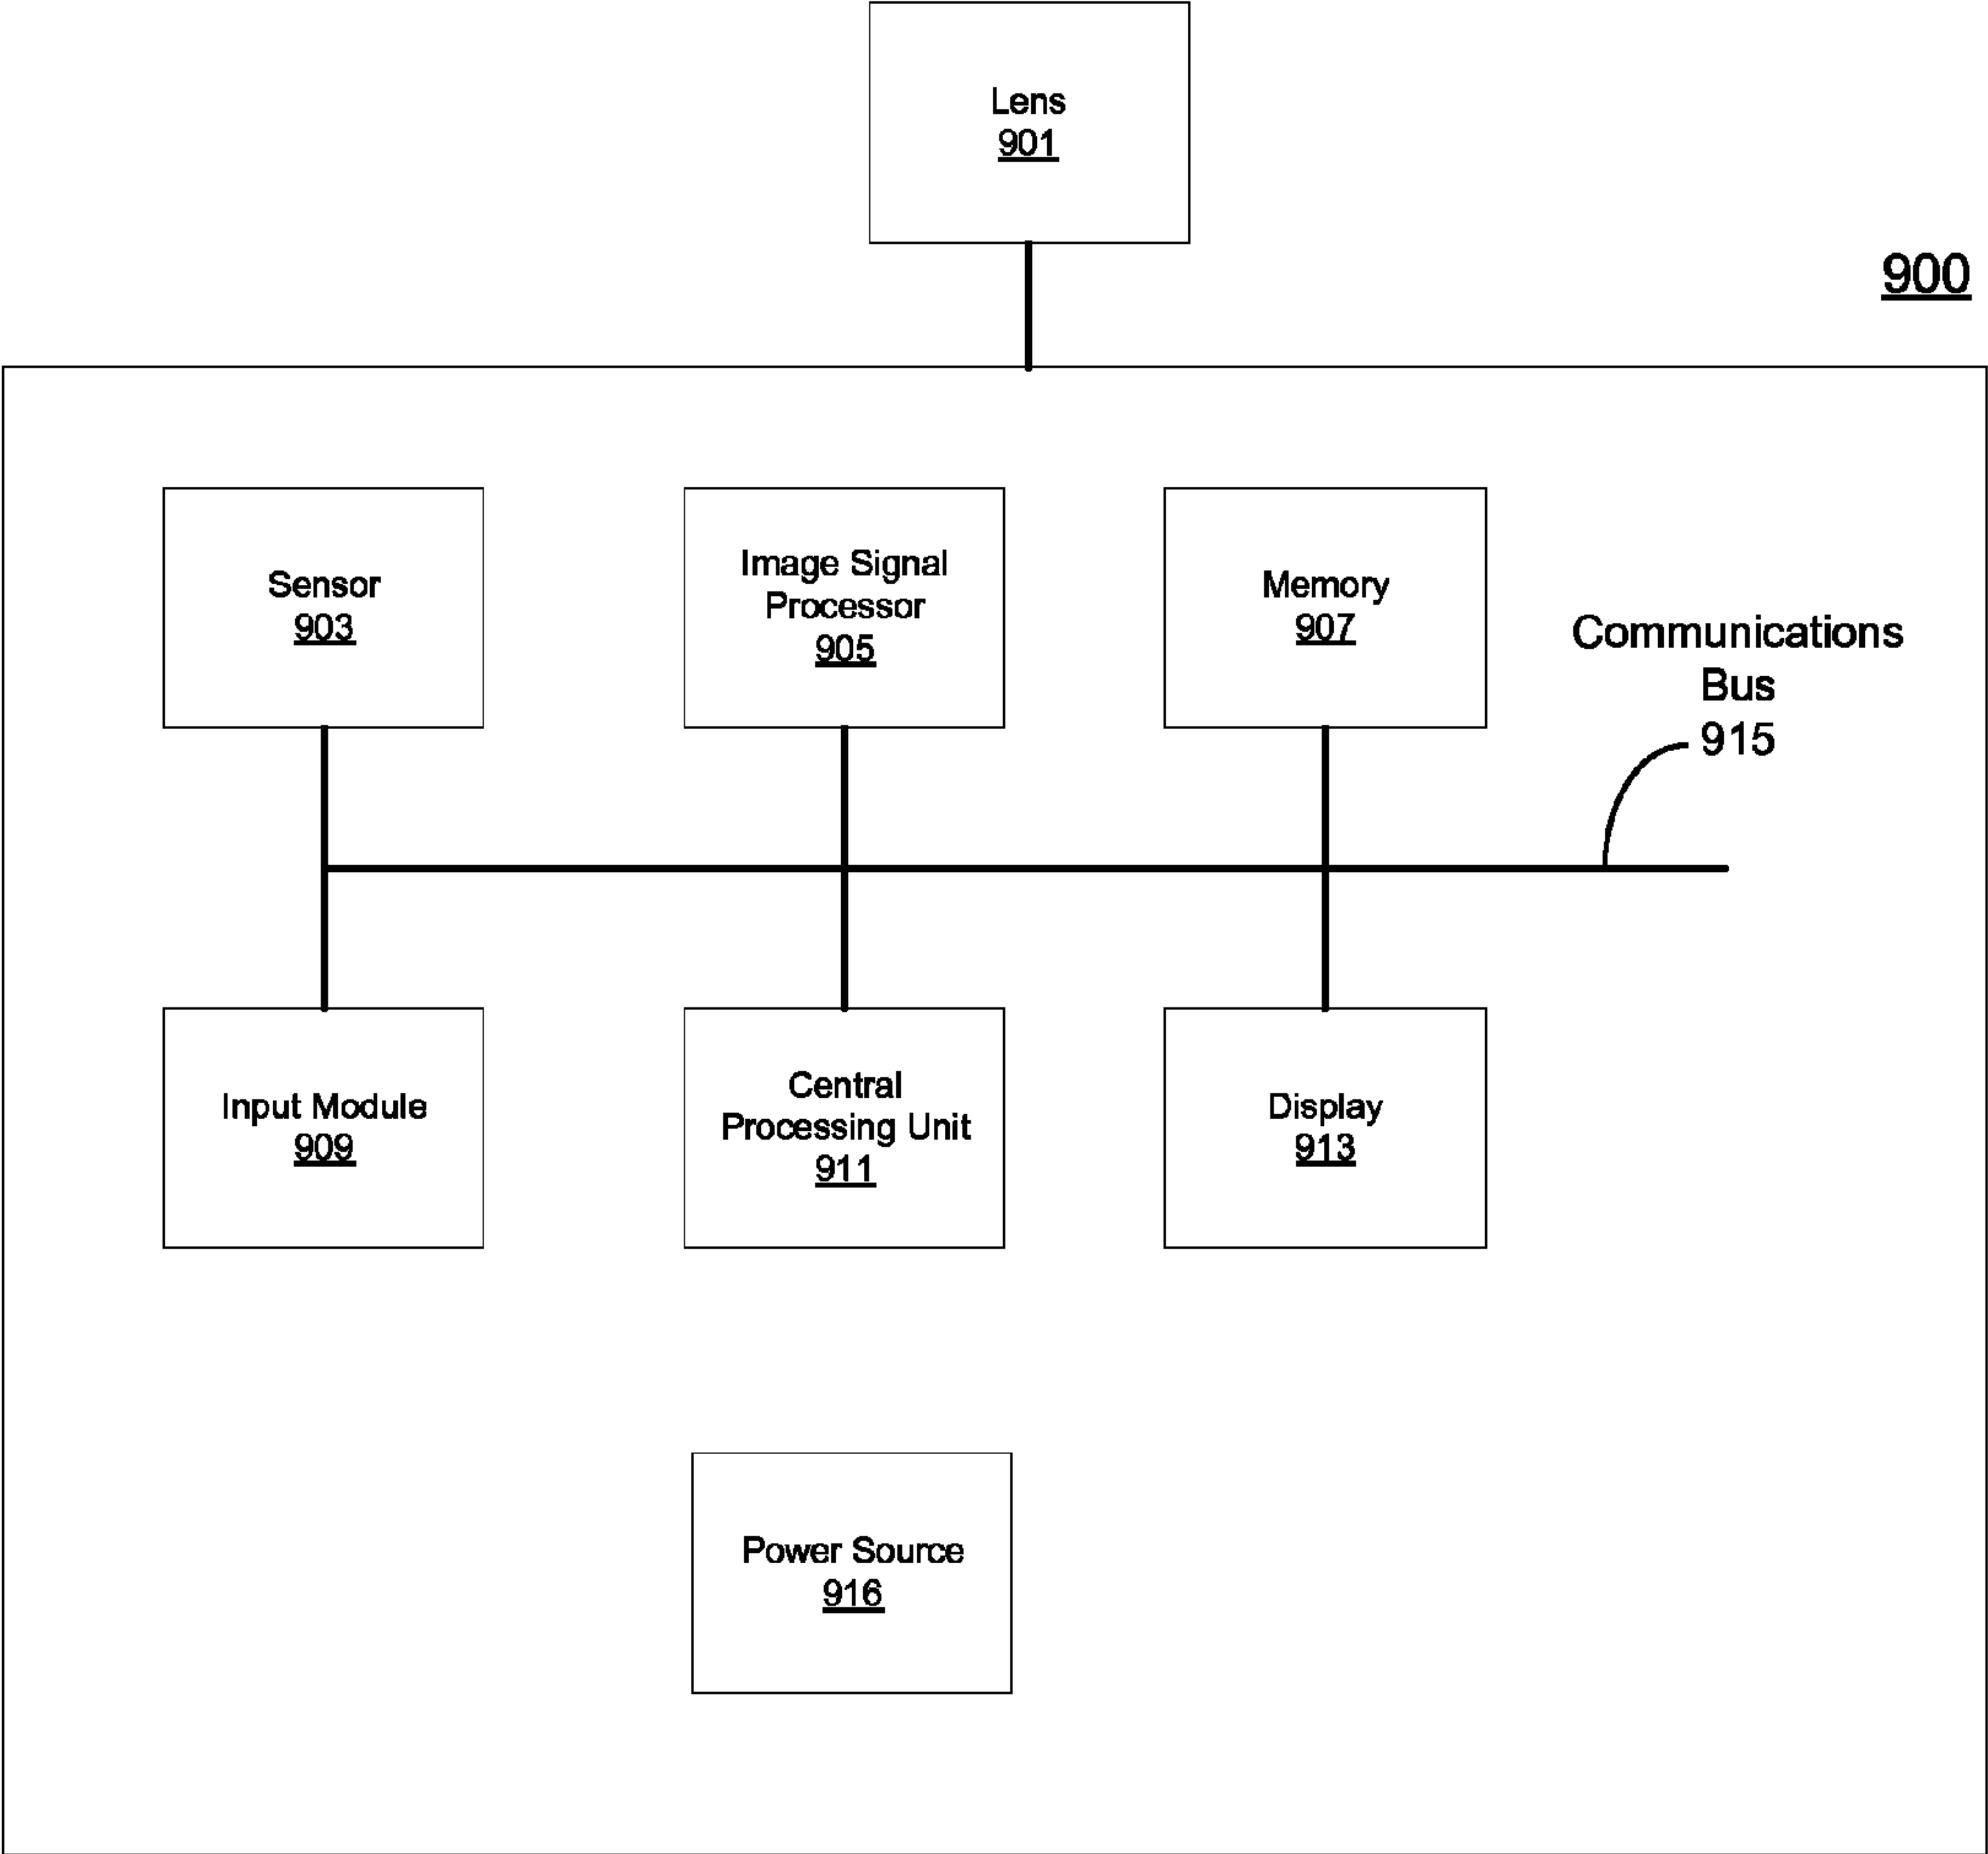 Lens
901
900
Sensor
903
Image Signal
Processor
905
Memory
907
Communications
Bus
915
Input Module
909
Central
Processing Unit
911
Display
913
Power Source
916